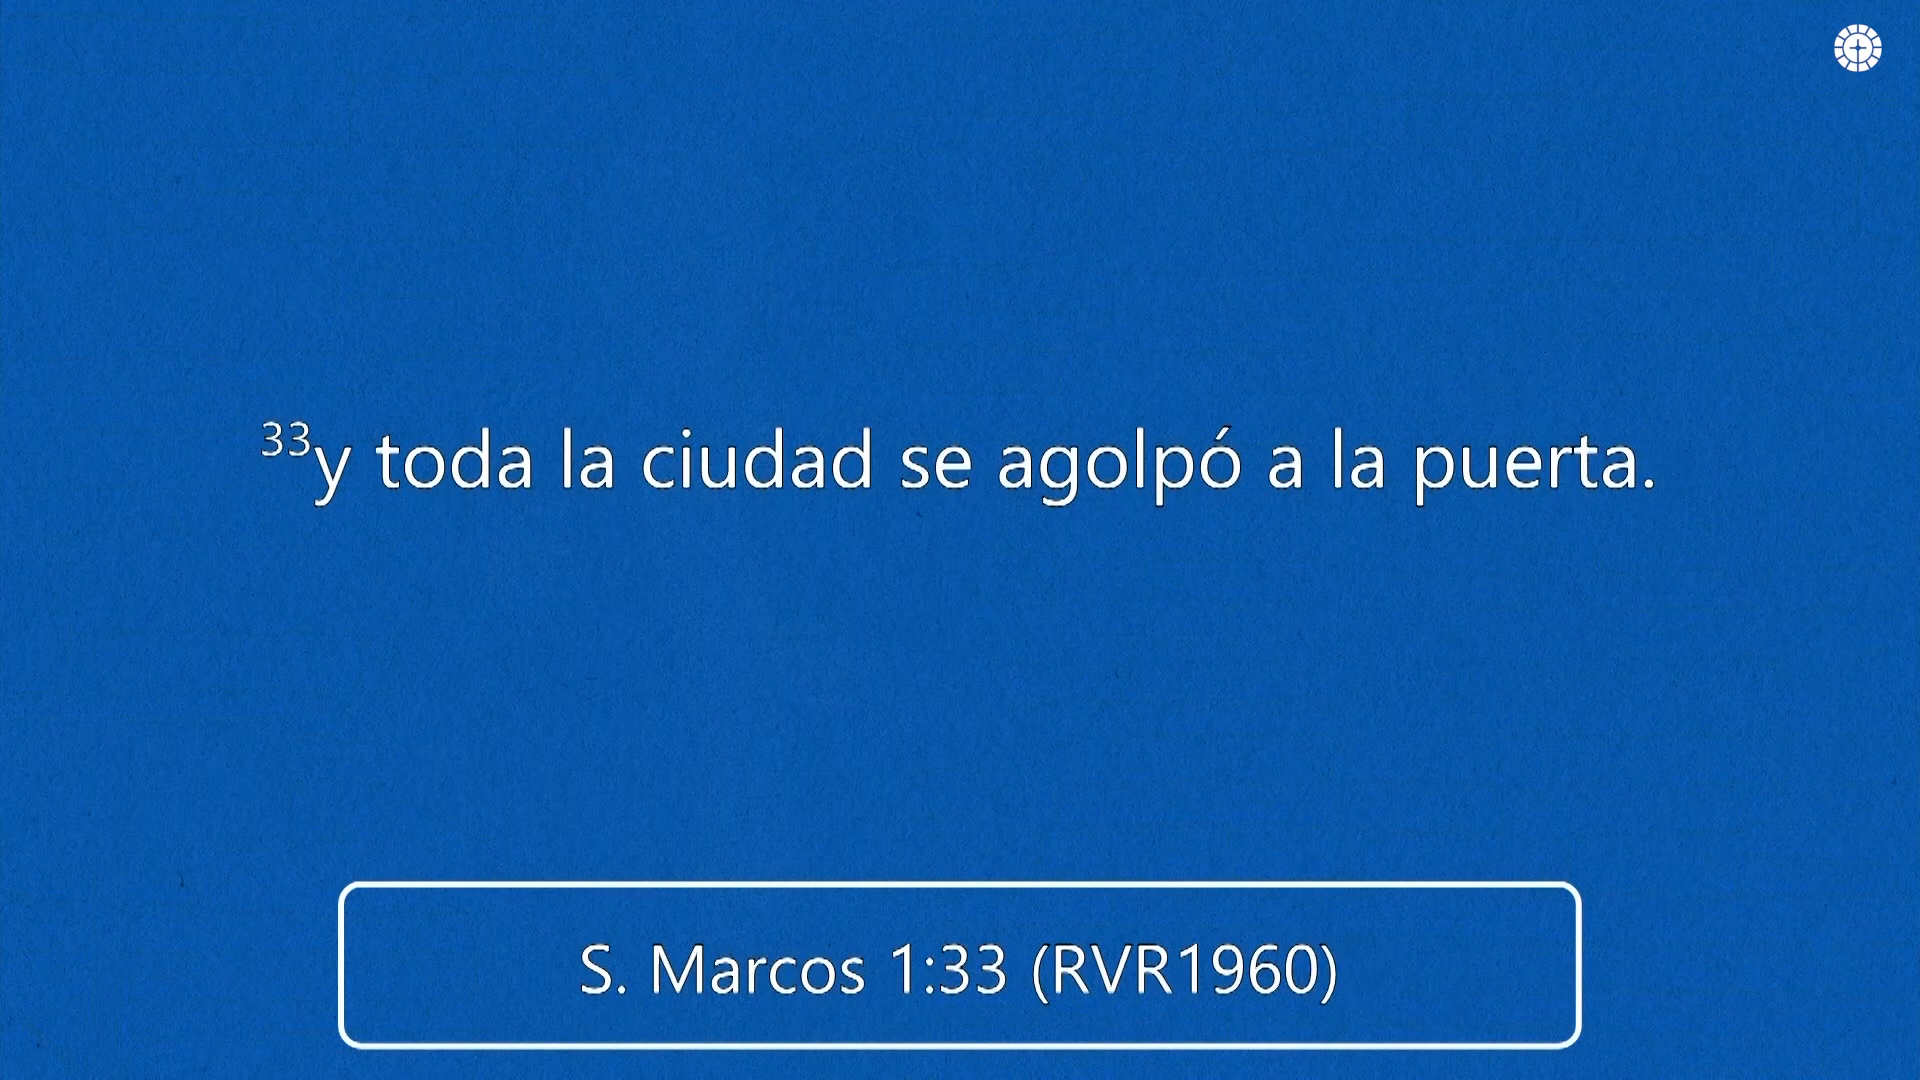 33y toda la ciudad se agolpó a la puerta.
S. Marcos 1:33 (RVR1960)